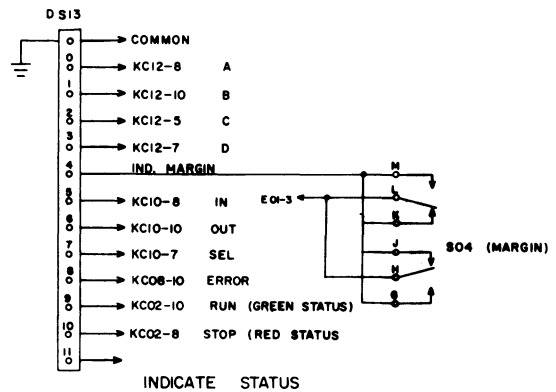 DS13
COMMON
0 KC12-8 A
1 KC12-10 B
2 KC12-5 C
3 KC12-7 D
4 IND. MARGIN M
5 KC10-8 IN E01-3 L
K
6 KC10-10 OUT
7 KC10-7 SEL J S04 (MARGIN)
8 KC08-10 ERROR H
9 KC02-10 RUN (GREEN STATUS)
10 KC02-8 STOP (RED STATUS
11
INDICATE STATUS